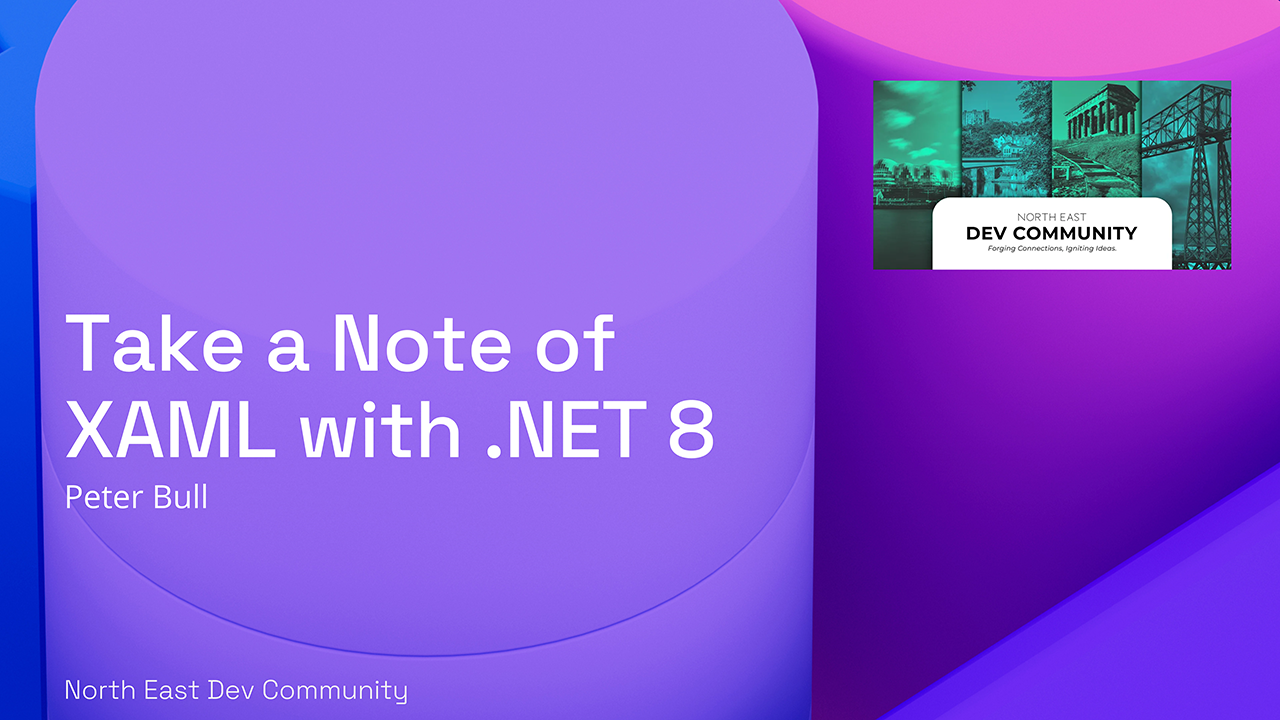 NORTH EAST
DEV COMMUNITY
Forging Connections, Igniting Ideas.
Take a Note of
XAML with .NET 8
Peter Bull
North East Dev Community